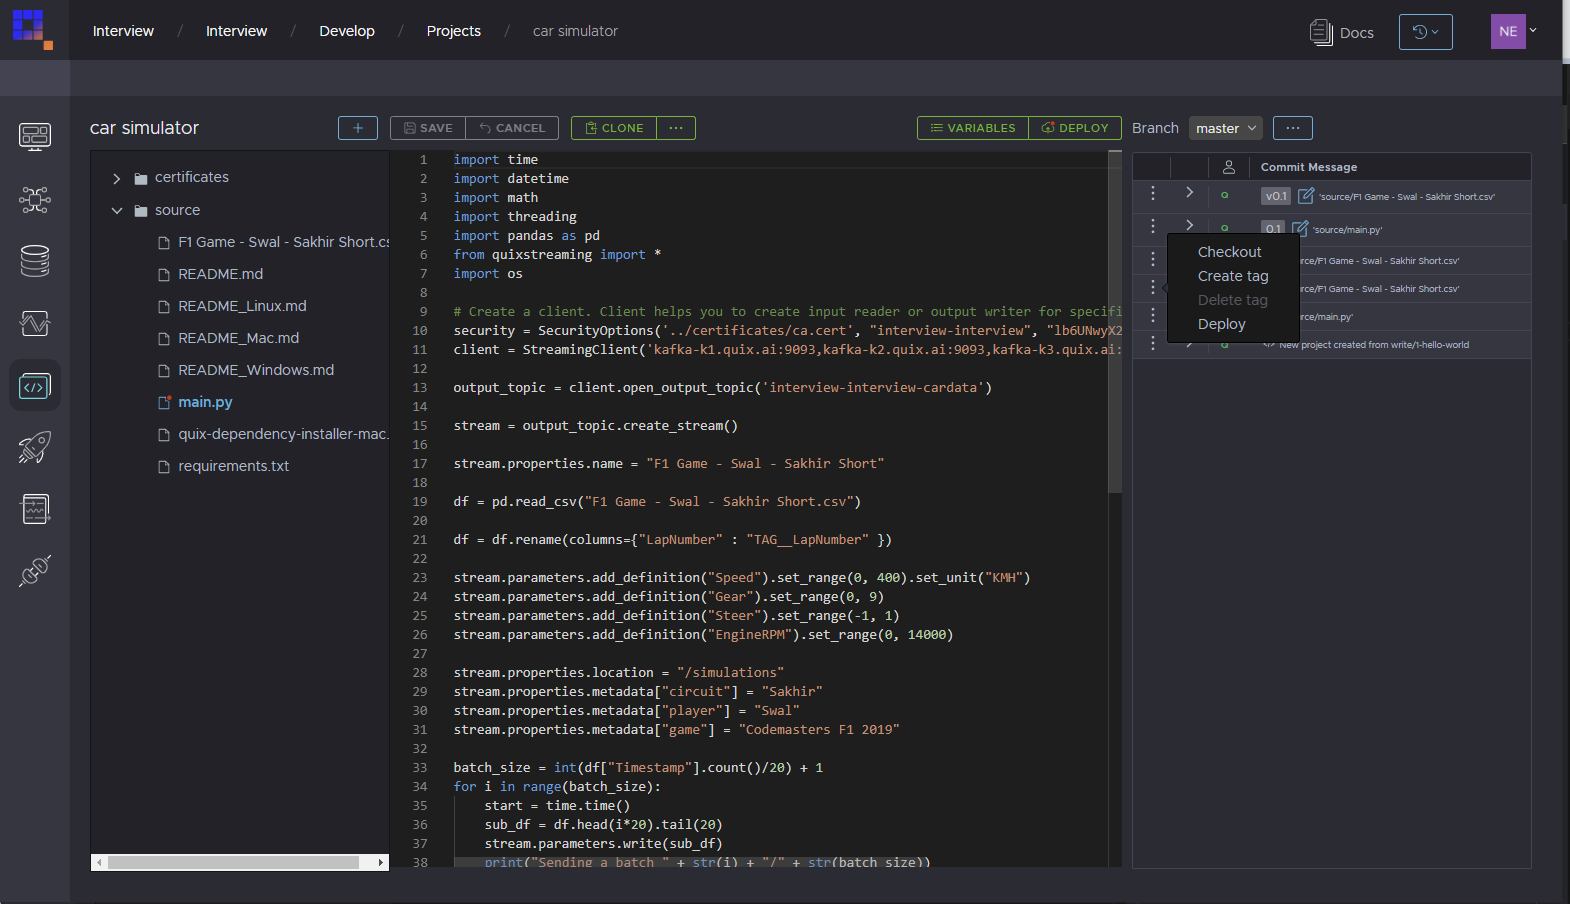 Interview / Interview / Develop / Projects / car simulator
Docs
NE
car simulator
+
SAVE
CANCEL
CLONE
...
VARIABLES
DEPLOY
Branch
master
...
certificates
source
F1 Game - Swal - Sakhir Short.cs
README.md
README_Linux.md
README_Mac.md
README_Windows.md
main.py
quix-dependency-installer-mac.
requirements.txt
1 import time
2 import datetime
3 import math
4 import threading
5 import pandas as pd
6 from quixstreaming import *
7 import os
8
9 # Create a client. Client helps you to create input reader or output writer for specifi
10 security = SecurityOptions('../certificates/ca.cert', "interview-interview", "lb6UNwyX2
11 client = StreamingClient('kafka-k1.quix.ai:9093,kafka-k2.quix.ai:9093,kafka-k3.quix.ai:
12
13 output_topic = client.open_output_topic('interview-interview-cardata')
14
15 stream = output_topic.create_stream()
16
17 stream.properties.name = "F1 Game - Swal - Sakhir Short"
18
19 df = pd.read_csv("F1 Game - Swal - Sakhir Short.csv")
20
21 df = df.rename(columns={"LapNumber" : "TAG__LapNumber" })
22
23 stream.parameters.add_definition("Speed").set_range(0, 400).set_unit("KMH")
24 stream.parameters.add_definition("Gear").set_range(0, 9)
25 stream.parameters.add_definition("Steer").set_range(-1, 1)
26 stream.parameters.add_definition("EngineRPM").set_range(0, 14000)
27
28 stream.properties.location = "/simulations"
29 stream.properties.metadata["circuit"] = "Sakhir"
30 stream.properties.metadata["player"] = "Swal"
31 stream.properties.metadata["game"] = "Codemasters F1 2019"
32
33 batch_size = int(df["Timestamp"].count()/20) + 1
34 for i in range(batch_size):
35 start = time.time()
36 sub_df = df.head(i*20).tail(20)
37 stream.parameters.write(sub_df)
38 print("Sending a batch " + str(i) + "/" + str(batch_size))
Commit Message
v0.1 'source/F1 Game - Swal - Sakhir Short.csv'
0.1 'source/main.py'
rce/F1 Game - Swal - Sakhir Short.csv'
rce/F1 Game - Swal - Sakhir Short.csv'
rce/main.py'
New project created from write/1-hello-world
Checkout
Create tag
Delete tag
Deploy